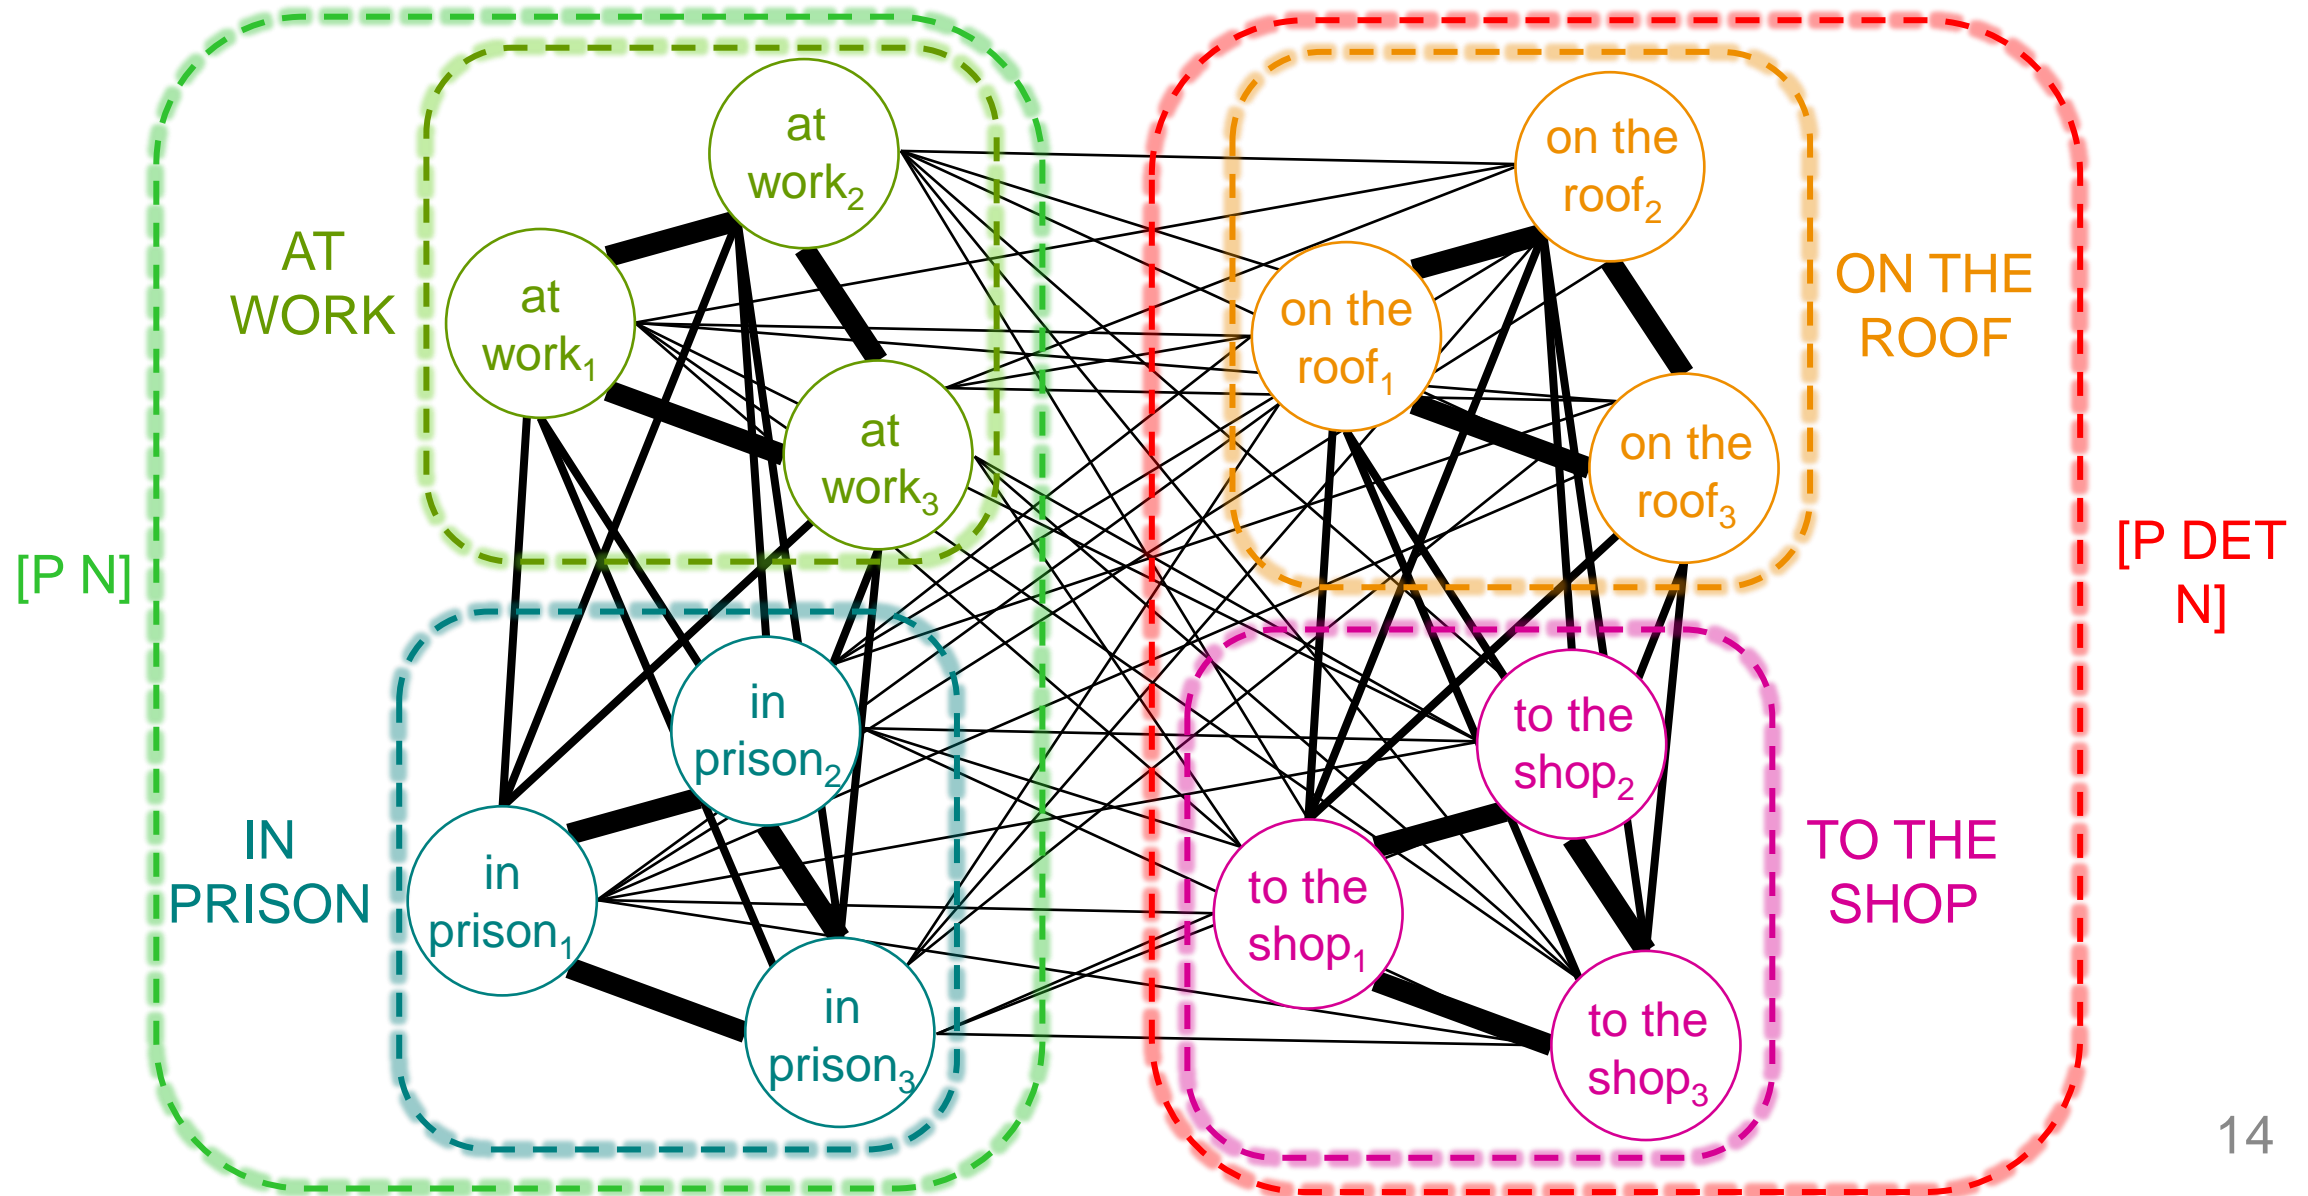 [P N]
AT
WORK
at
work₂
at
work₁
at
work₃
IN
PRISON
in
prison₂
in
prison₁
in
prison₃
on the
roof₂
on the
roof₁
on the
roof₃
ON THE
ROOF
to the
shop₂
to the
shop₁
to the
shop₃
TO THE
SHOP
[P DET
N]
14